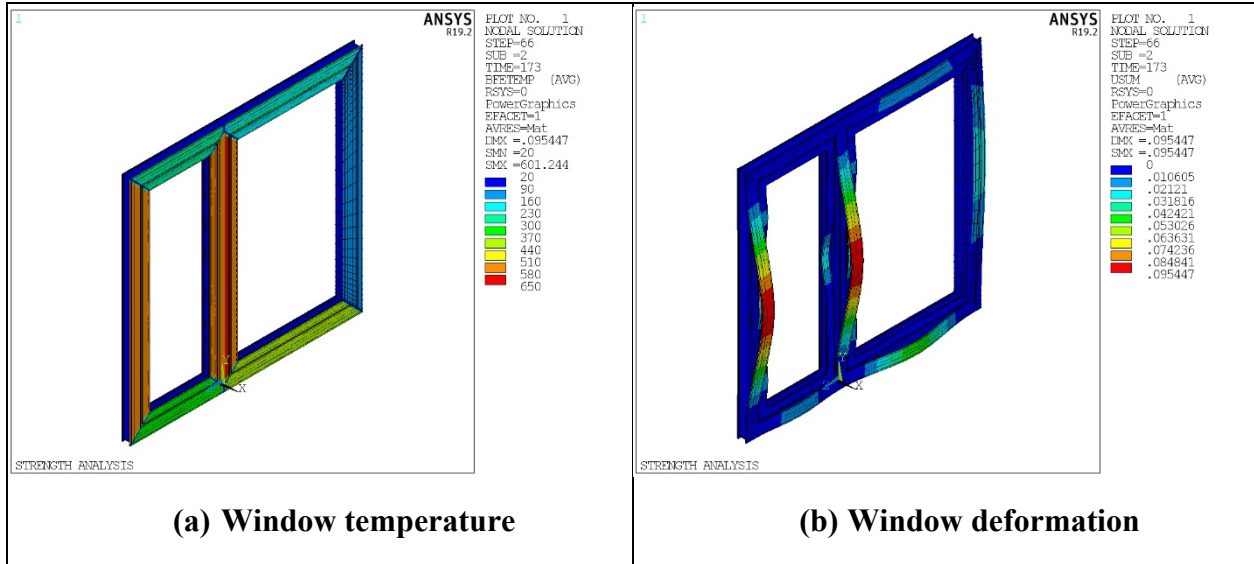 1
ANSYS
R19.2
PLOT NO. 1
NODAL SOLUTION
STEP=66
SUB =2
TIME=173
BFETEMP (AVG)
RSYS=0
PowerGraphics
EFACET=1
AVRES=Mat
DMX =.095447
SMN =20
SMX =601.244
20
90
160
230
300
370
440
510
580
650
Y
X
STRENGTH ANALYSIS
(a) Window temperature
1
ANSYS
R19.2
PLOT NO. 1
NODAL SOLUTION
STEP=66
SUB =2
TIME=173
USUM (AVG)
RSYS=0
PowerGraphics
EFACET=1
AVRES=Mat
DMX =.095447
SMX =.095447
0
.010605
.02121
.031816
.042421
.053026
.063631
.074236
.084841
.095447
Y
Z
X
STRENGTH ANALYSIS
(b) Window deformation